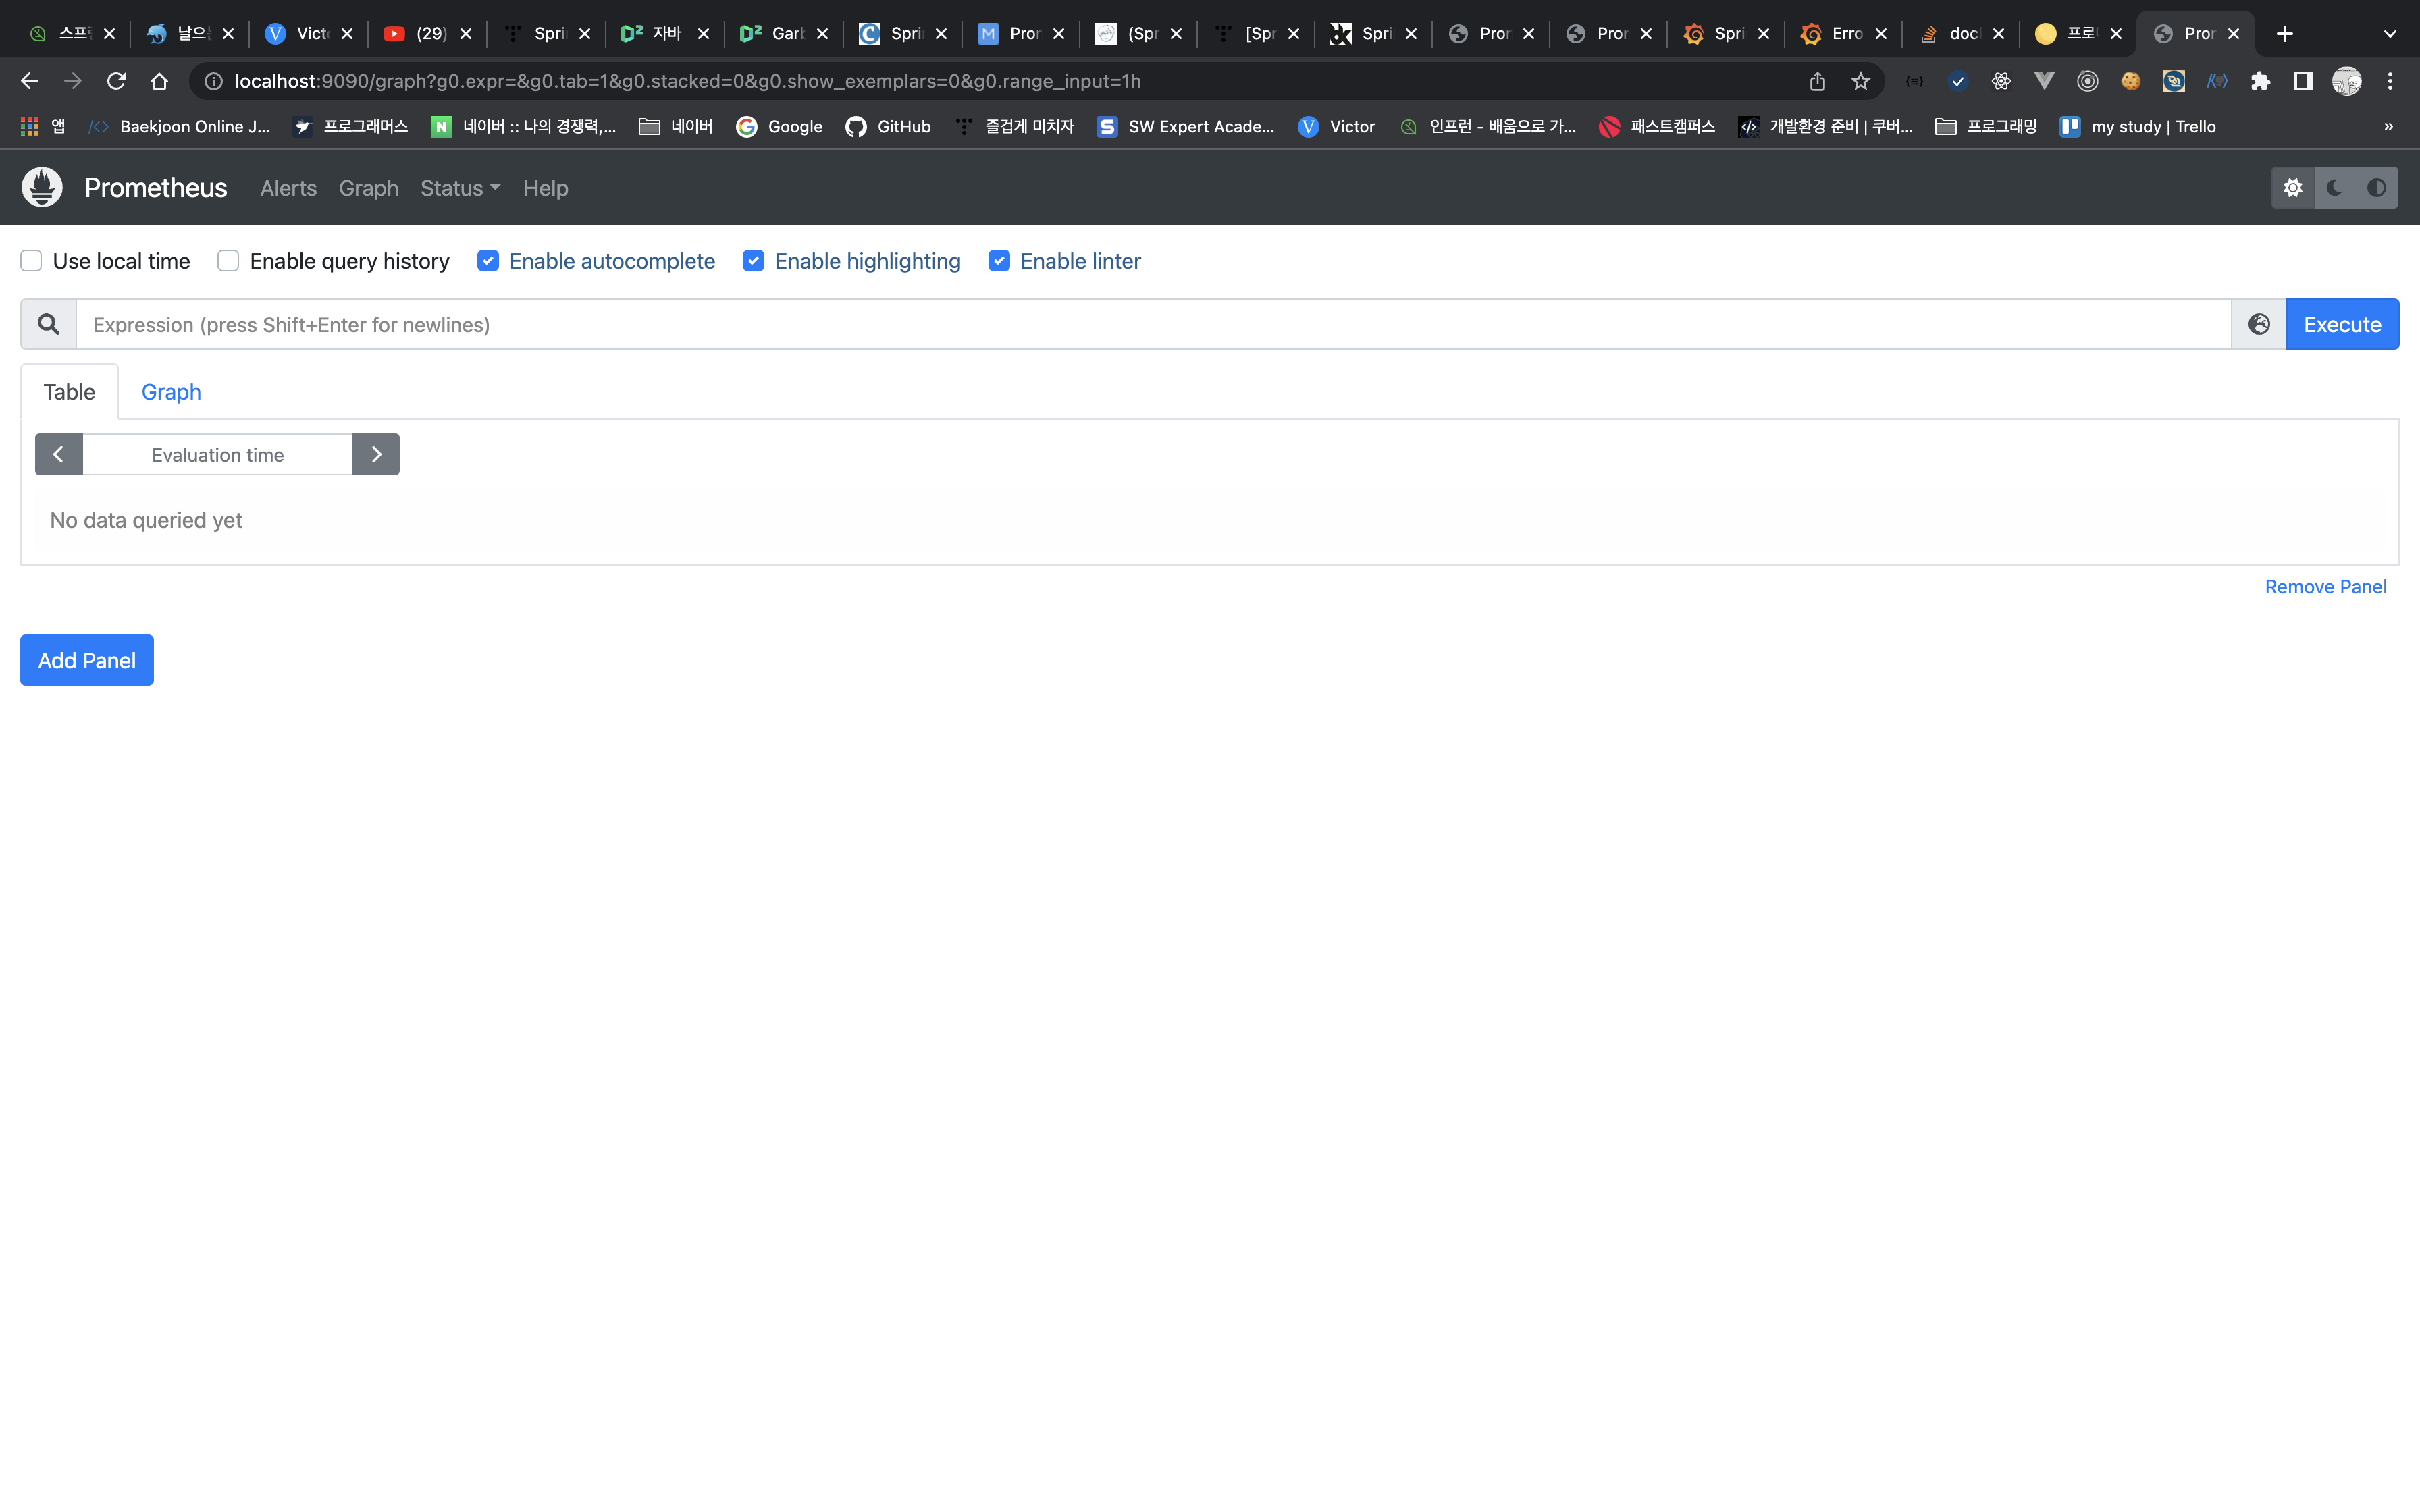 스프 날으 Vict (29) Spri 자바 Garb Spri Pror (Spr [Spr Spri Pror Pror Spri Erro doc 프로 Pror
localhost:9090/graph?g0.expr=&g0.tab=1&g0.stacked=0&g0.show_exemplars=0&g0.range_input=1h
앱 Baekjoon Online J... 프로그래머스 네이버 :: 나의 경쟁력,... 네이버 Google GitHub 즐겁게 미치자 SW Expert Acade... Victor 인프런 - 배움으로 가... 패스트캠퍼스 개발환경 준비 | 쿠버... 프로그래밍 my study | Trello »
Prometheus Alerts Graph Status Help
Use local time Enable query history Enable autocomplete Enable highlighting Enable linter
Expression (press Shift+Enter for newlines) Execute
Table Graph
Evaluation time
No data queried yet
Remove Panel
Add Panel